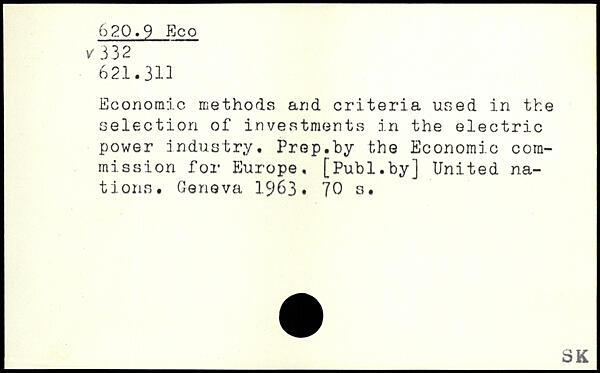 620.9 Eco
v 332
621.311
Economic methods and criteria used in the
selection of investments in the electric
power industry. Prep.by the Economic com-
mission for Europe. [Publ.by] United na-
tions. Geneva 1963. 70 s.
SK